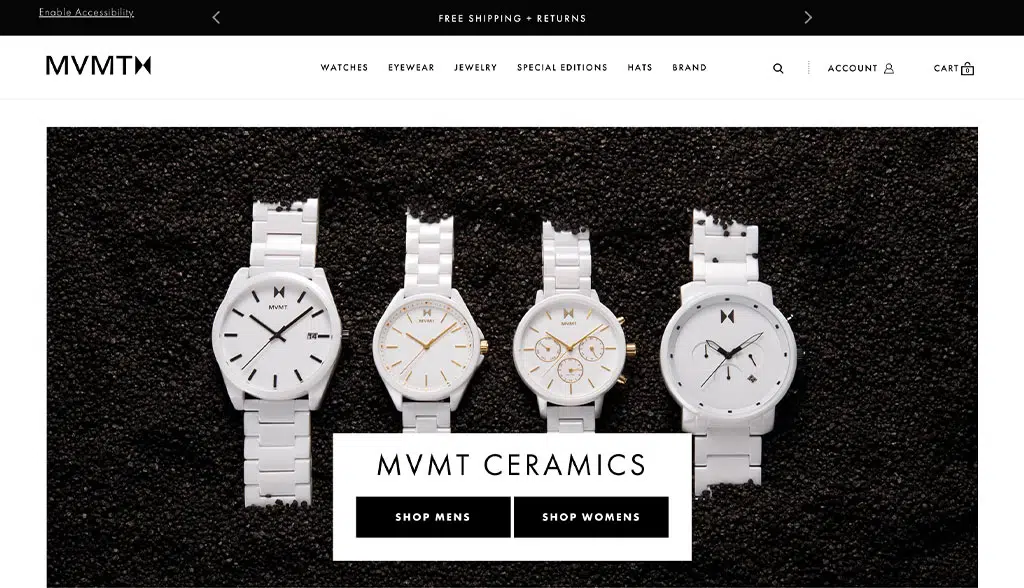 Enable Accessibility
FREE SHIPPING + RETURNS
MVMT
WATCHES EYEWEAR JEWELRY SPECIAL EDITIONS HATS BRAND
ACCOUNT
CART 0
MVMT
MVMT
MVMT
MVMT CERAMICS
SHOP MENS SHOP WOMENS